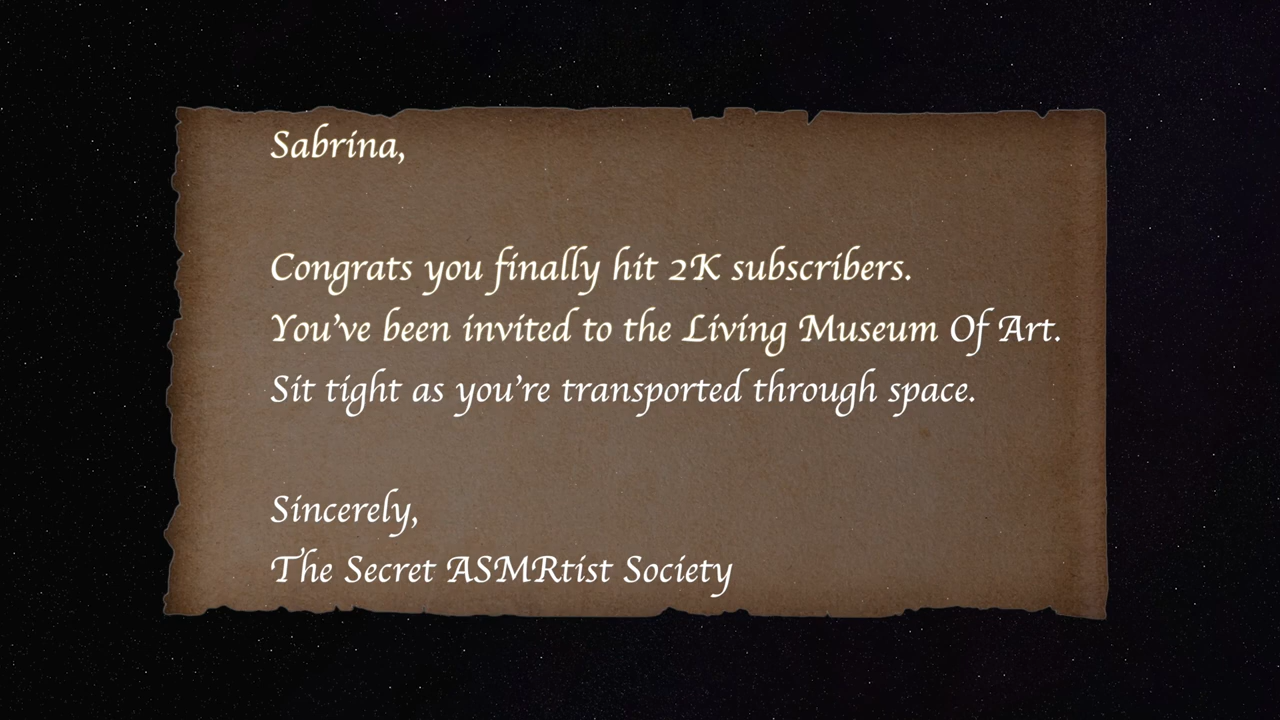 Sabrina,
Congrats you finally hit 2K subscribers.
You've been invited to the Living Museum Of Art.
Sit tight as you're transported through space.
Sincerely,
The Secret ASMRtist Society